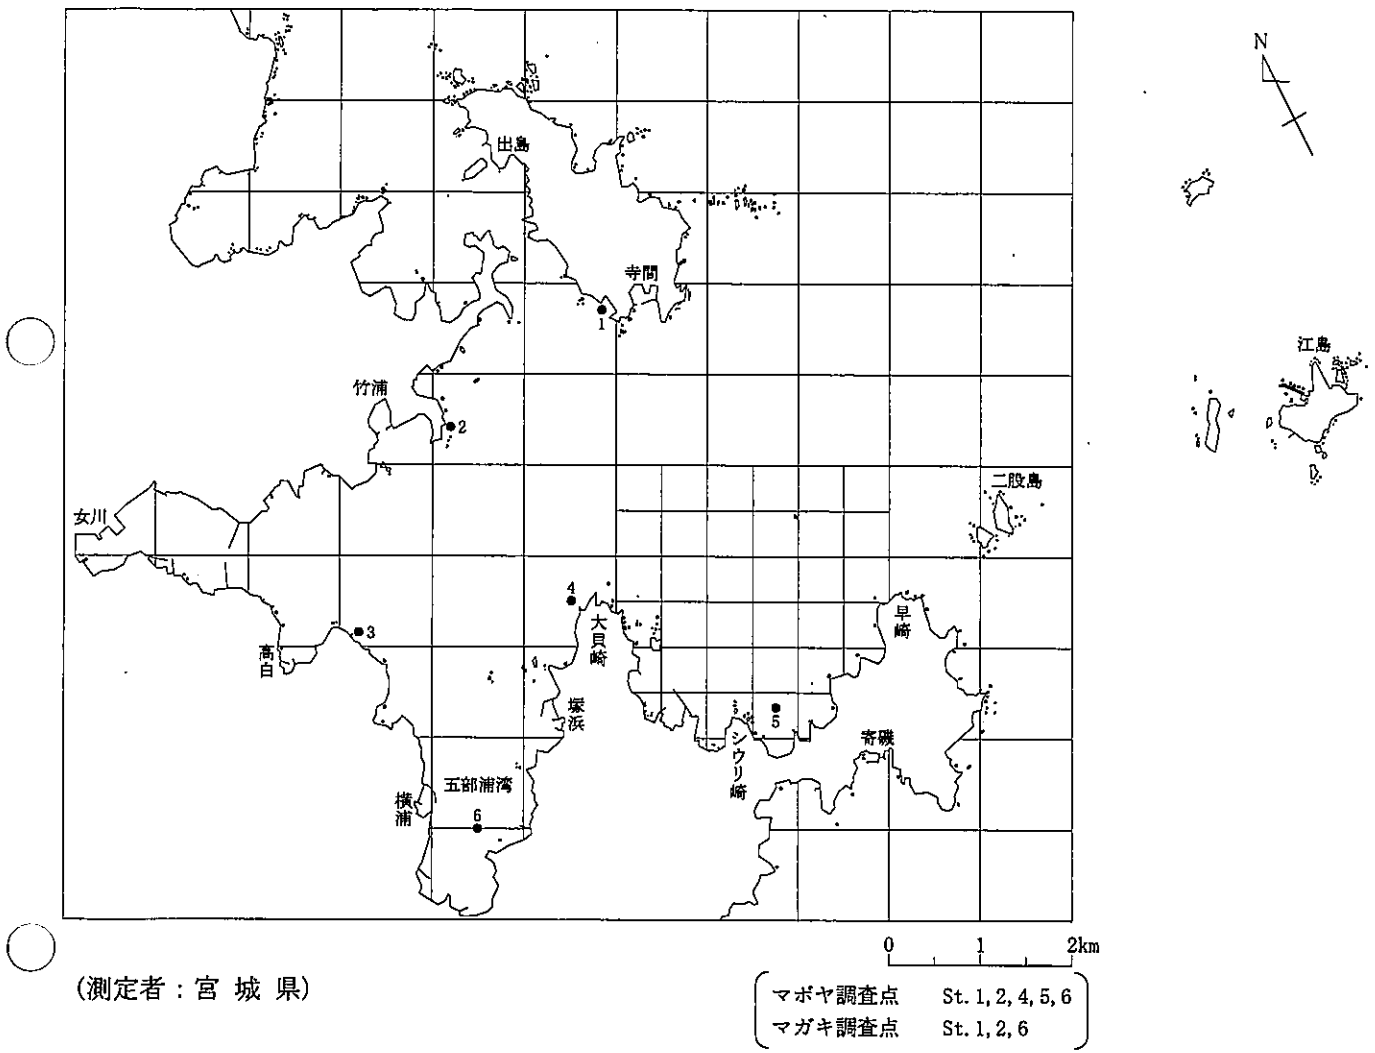 N
出島
寺間
1
江島
竹浦
2
二股島
女川
4
大貝崎
早崎
3
高白
塚浜
5
シウリ崎
寄磯
五部浦湾
横浦
6
0 1 2km
(測定者：宮 城 県)
マボヤ調査点 St. 1, 2, 4, 5, 6
マガキ調査点 St. 1, 2, 6